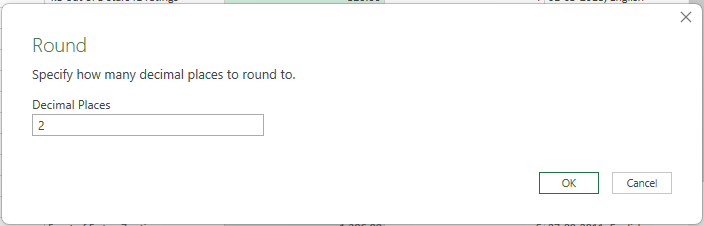 Round
Specify how many decimal places to round to.
Decimal Places
2
OK
Cancel